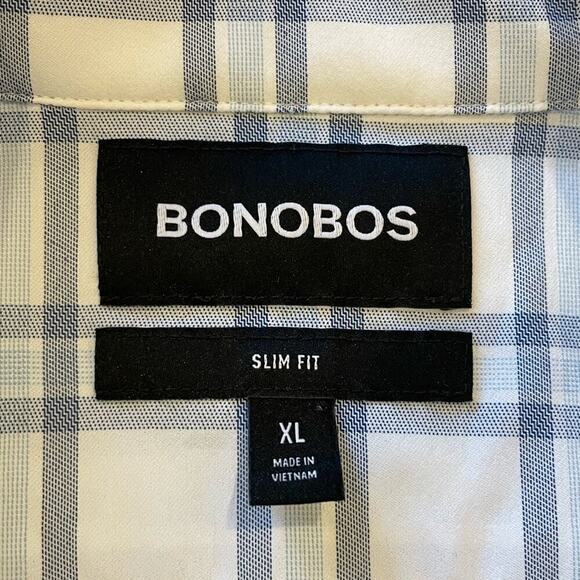 BONOBOS
SLIM FIT
XL
MADE IN
VIETNAM